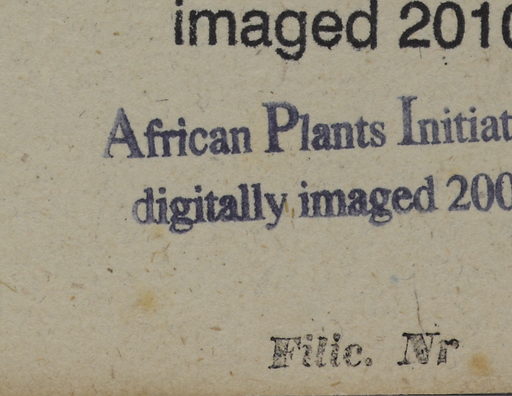 imaged 2010
African Plants Initiat
digitally imaged 200
Filic. Nr